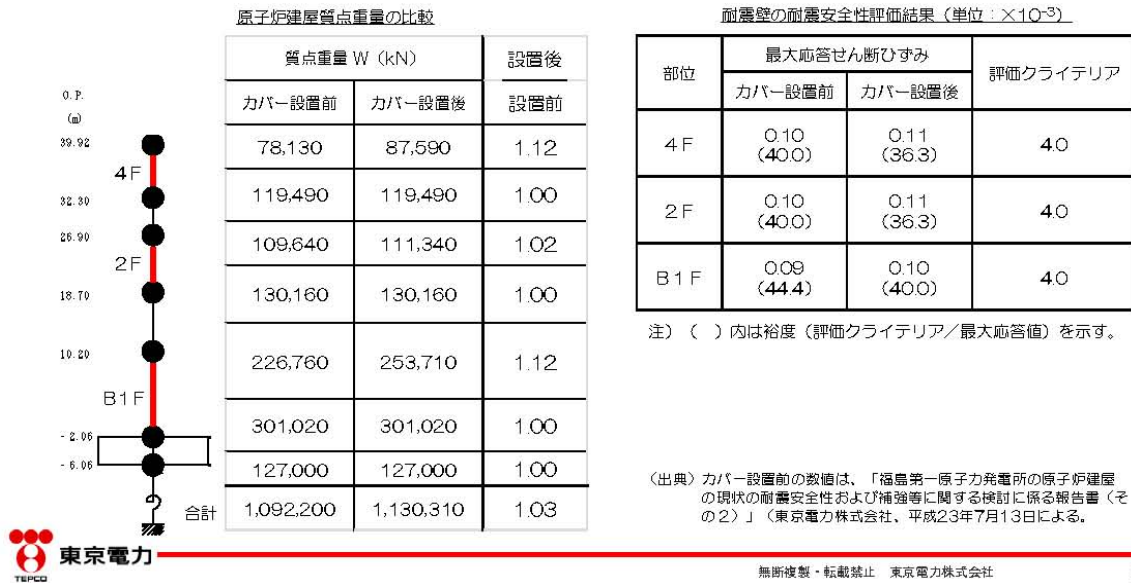 原子炉建屋質点重量の比較
質点重量 W (kN) 設置後
カバー設置前 カバー設置後 設置前
O.P.
(m)
39.92 78,130 87,590 1.12
4F
32.30 119,490 119,490 1.00
26.90 109,640 111,340 1.02
2F
18.70 130,160 130,160 1.00
10.20 226,760 253,710 1.12
B1F
-2.06 301,020 301,020 1.00
-6.06 127,000 127,000 1.00
合計 1,092,200 1,130,310 1.03
耐震壁の耐震安全性評価結果（単位：×10-3）
部位 最大応答せん断ひずみ 評価クライテリア
カバー設置前 カバー設置後
4F 0.10 0.11 4.0
(40.0) (36.3)
2F 0.10 0.11 4.0
(40.0) (36.3)
B1F 0.09 0.10 4.0
(44.4) (40.0)
注）（ ）内は裕度（評価クライテリア／最大応答値）を示す。
（出典）カバー設置前の数値は、「福島第一原子力発電所の原子炉建屋
の現状の耐震安全性および補強等に関する検討に係る報告書（そ
の2）」（東京電力株式会社、平成23年7月13日による。
TEPCO
東京電力
無断複製・転載禁止 東京電力株式会社